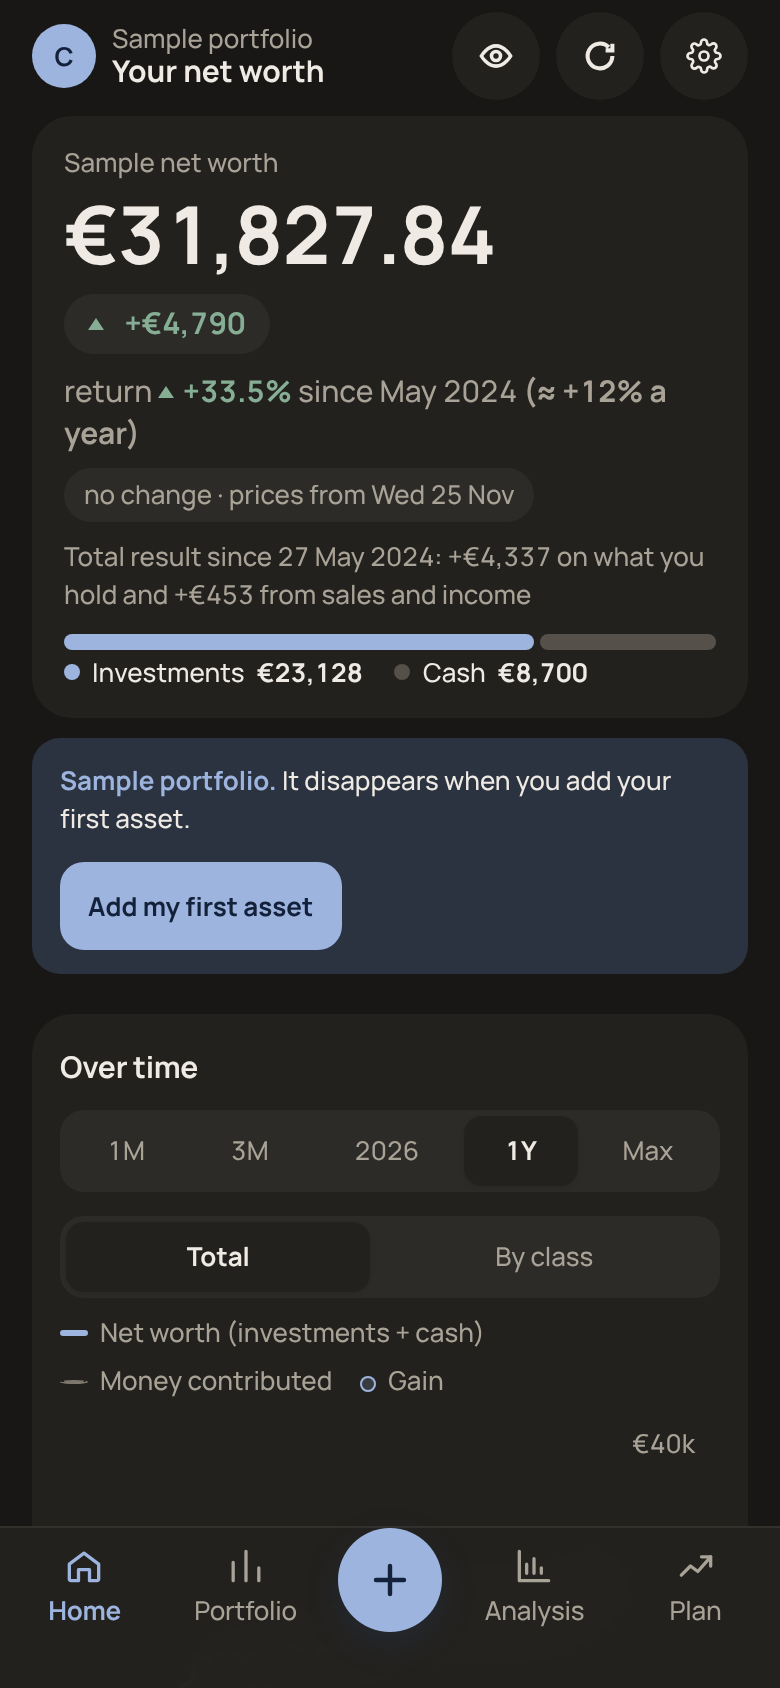 C
Sample portfolio
Your net worth
Sample net worth
€31,827.84
▲ +€4,790
return ▲ +33.5% since May 2024 (≈ +12% a
year)
no change · prices from Wed 25 Nov
Total result since 27 May 2024: +€4,337 on what you
hold and +€453 from sales and income
Investments €23,128 Cash €8,700
Sample portfolio. It disappears when you add your
first asset.
Add my first asset
Over time
1M 3M 2026 1Y Max
Total By class
Net worth (investments + cash)
Money contributed Gain
€40k
Home Portfolio + Analysis Plan